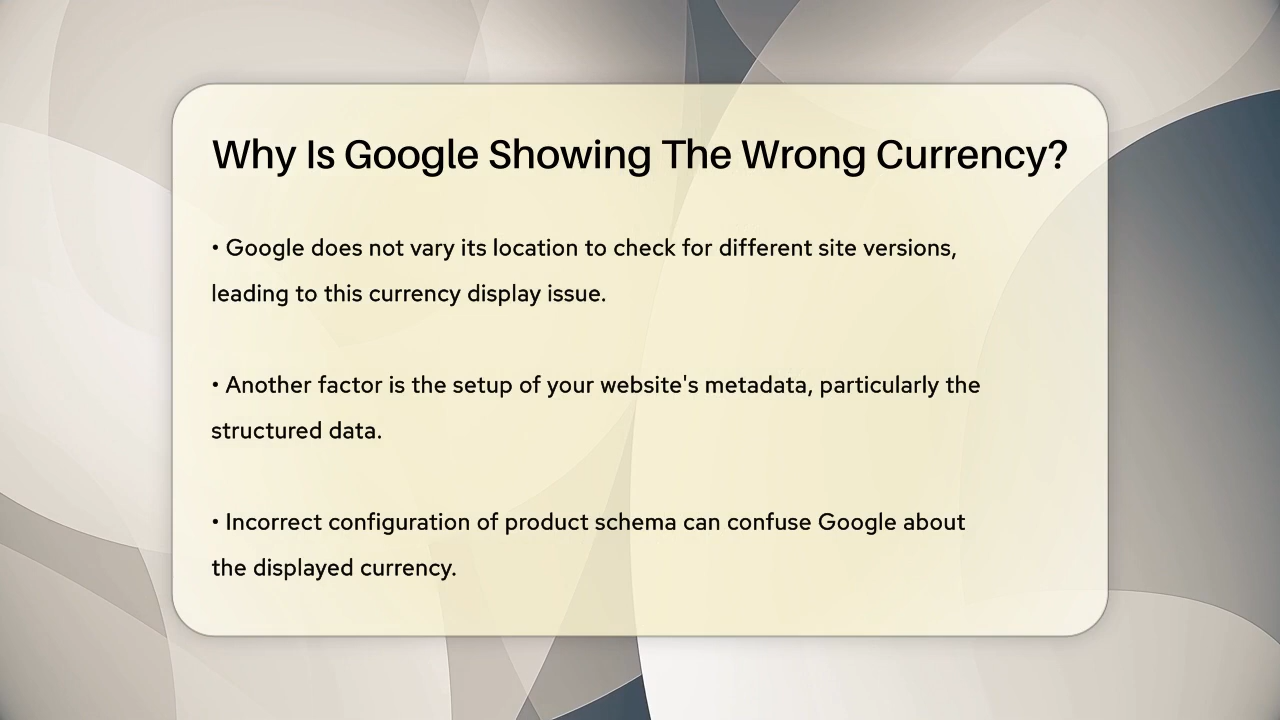 Why Is Google Showing The Wrong Currency?
• Google does not vary its location to check for different site versions,
leading to this currency display issue.
• Another factor is the setup of your website's metadata, particularly the
structured data.
• Incorrect configuration of product schema can confuse Google about
the displayed currency.